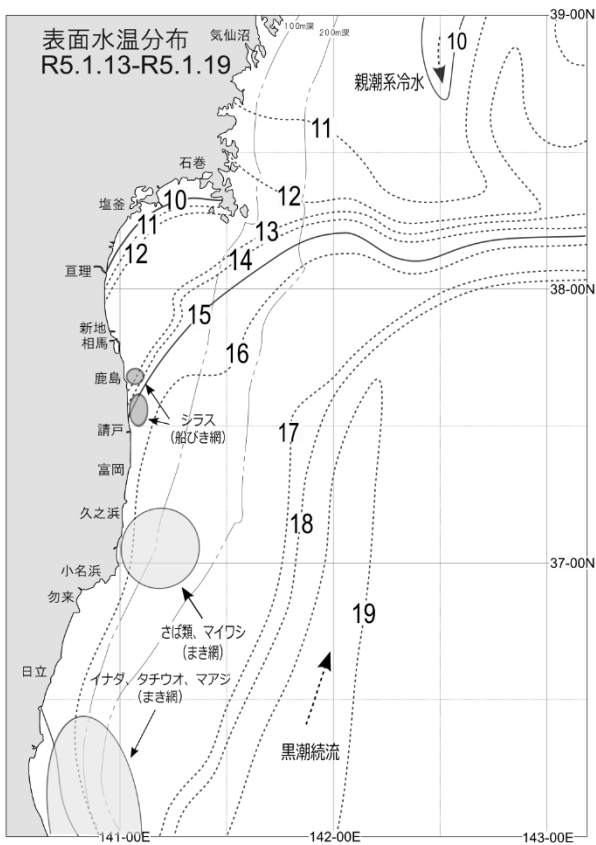 表面水温分布
R5.1.13-R5.1.19
気仙沼
100m深
200m深
39-00N
10
親潮系冷水
11
石巻
12
塩釜
10
11
12
13
14
亘理
38-00N
15
新地
相馬
16
鹿島
シラス
(船びき網)
請戸
17
富岡
久之浜
18
37-00N
小名浜
勿来
さば類、マイワシ
(まき網)
19
日立
イナダ、タチウオ、マアジ
(まき網)
黒潮続流
141-00E
142-00E
143-00E